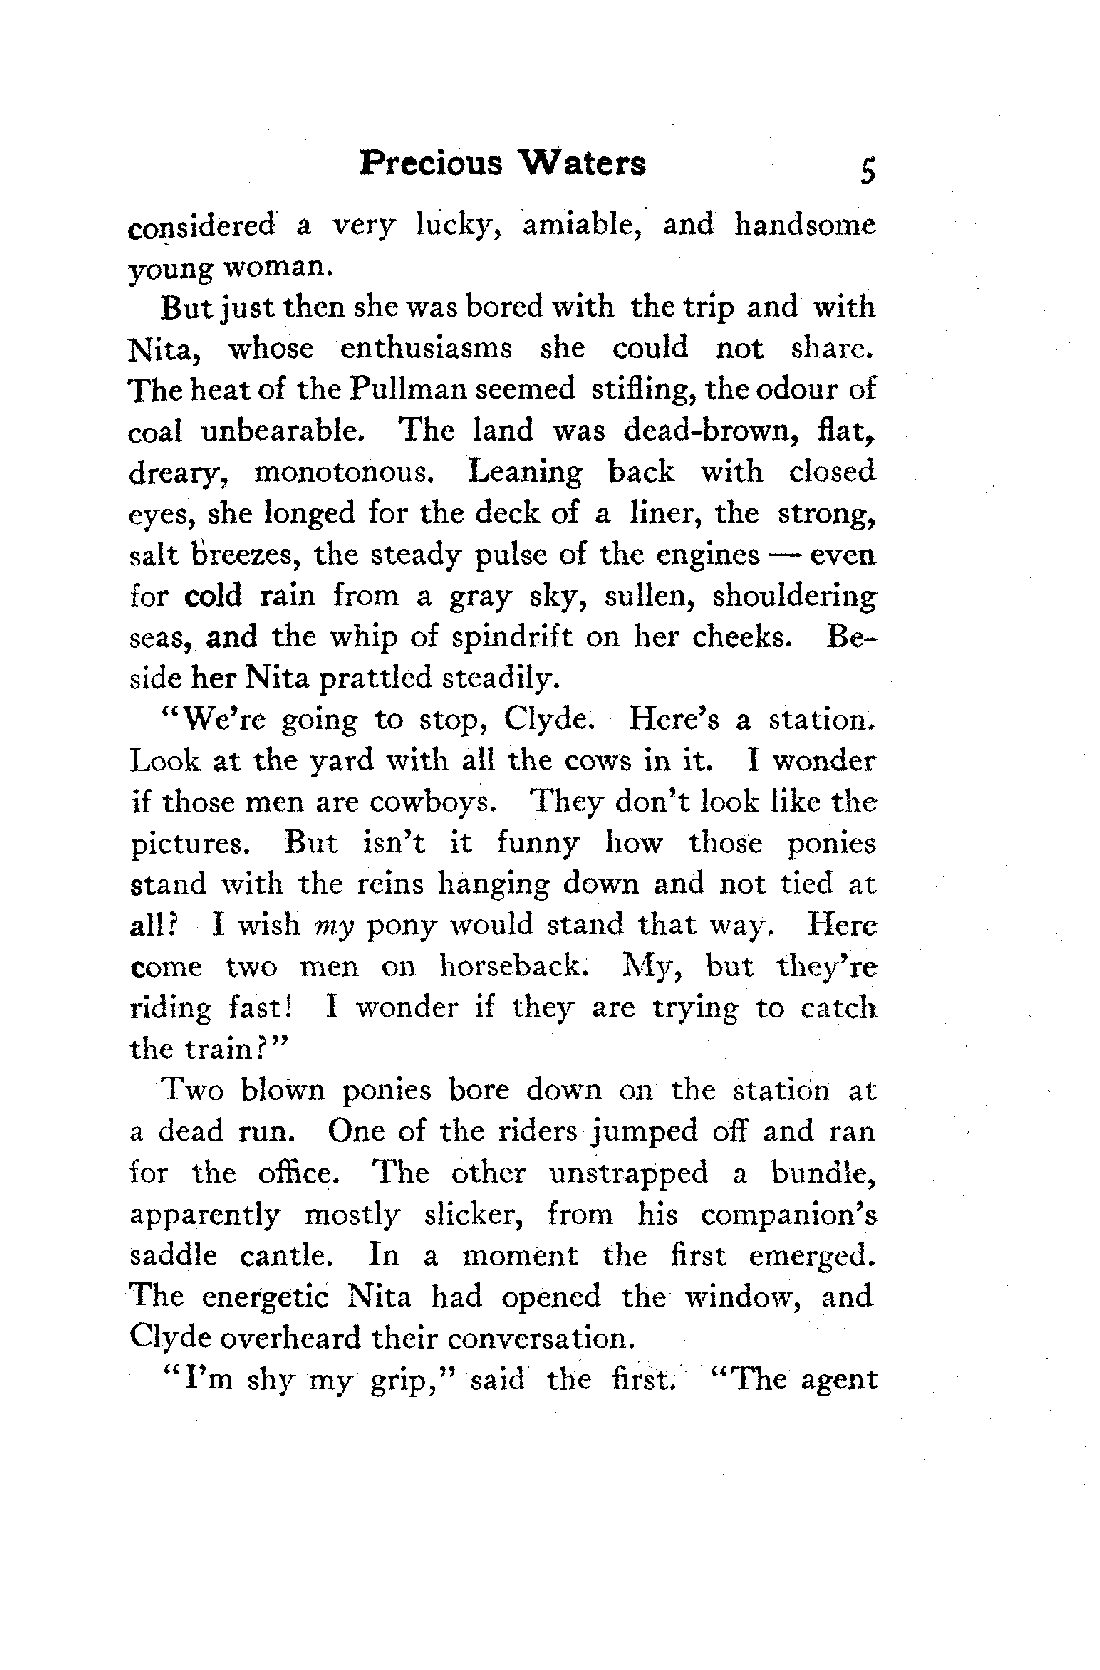 Precious Waters 5
considered a very lucky, amiable, and handsome
young woman.
But just then she was bored with the trip and with
Nita, whose enthusiasms she could not share.
The heat of the Pullman seemed stifling, the odour of
coal unbearable. The land was dead-brown, flat,
dreary, monotonous. Leaning back with closed
eyes, she longed for the deck of a liner, the strong,
salt breezes, the steady pulse of the engines — even
for cold rain from a gray sky, sullen, shouldering
seas, and the whip of spindrift on her cheeks. Be-
side her Nita prattled steadily.
“We’re going to stop, Clyde. Here’s a station.
Look at the yard with all the cows in it. I wonder
if those men are cowboys. They don’t look like the
pictures. But isn’t it funny how those ponies
stand with the reins hanging down and not tied at
all? I wish my pony would stand that way. Here
come two men on horseback. My, but they’re
riding fast! I wonder if they are trying to catch
the train?”
Two blown ponies bore down on the station at
a dead run. One of the riders jumped off and ran
for the office. The other unstrapped a bundle,
apparently mostly slicker, from his companion’s
saddle cantle. In a moment the first emerged.
The energetic Nita had opened the window, and
Clyde overheard their conversation.
“I’m shy my grip,” said the first. “The agent